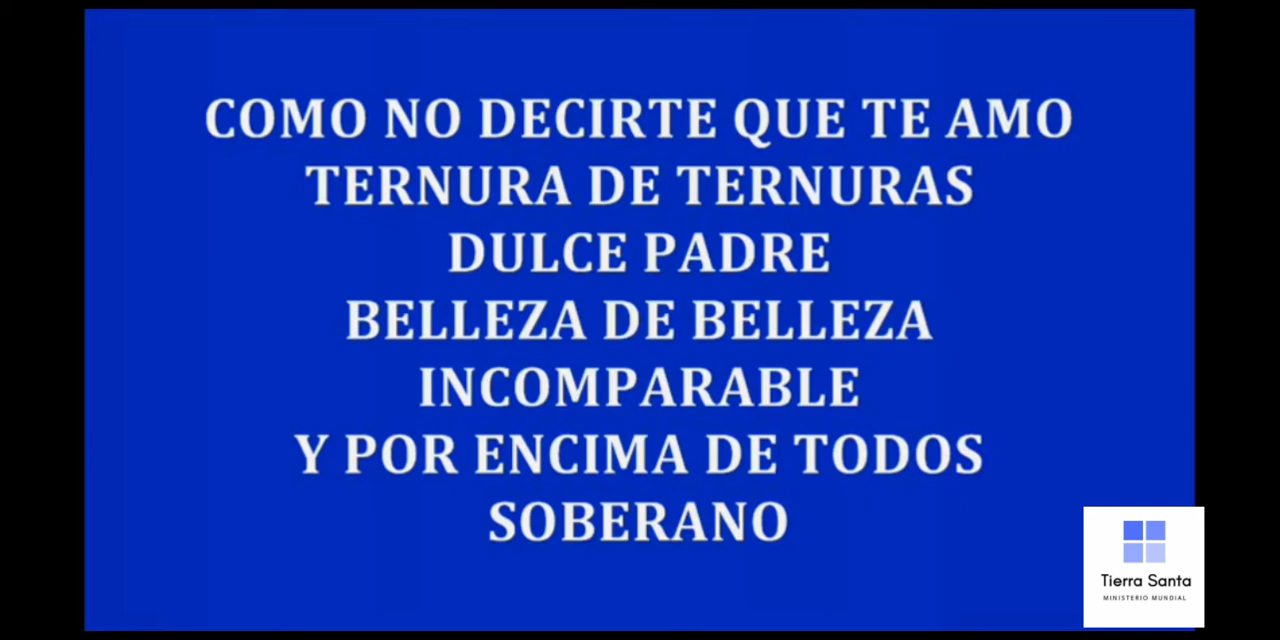 COMO NO DECIRTE QUE TE AMO
TERNURA DE TERNURAS
DULCE PADRE
BELLEZA DE BELLEZA
INCOMPARABLE
Y POR ENCIMA DE TODOS
SOBERANO
Tierra Santa
MINISTERIO MUNDIAL